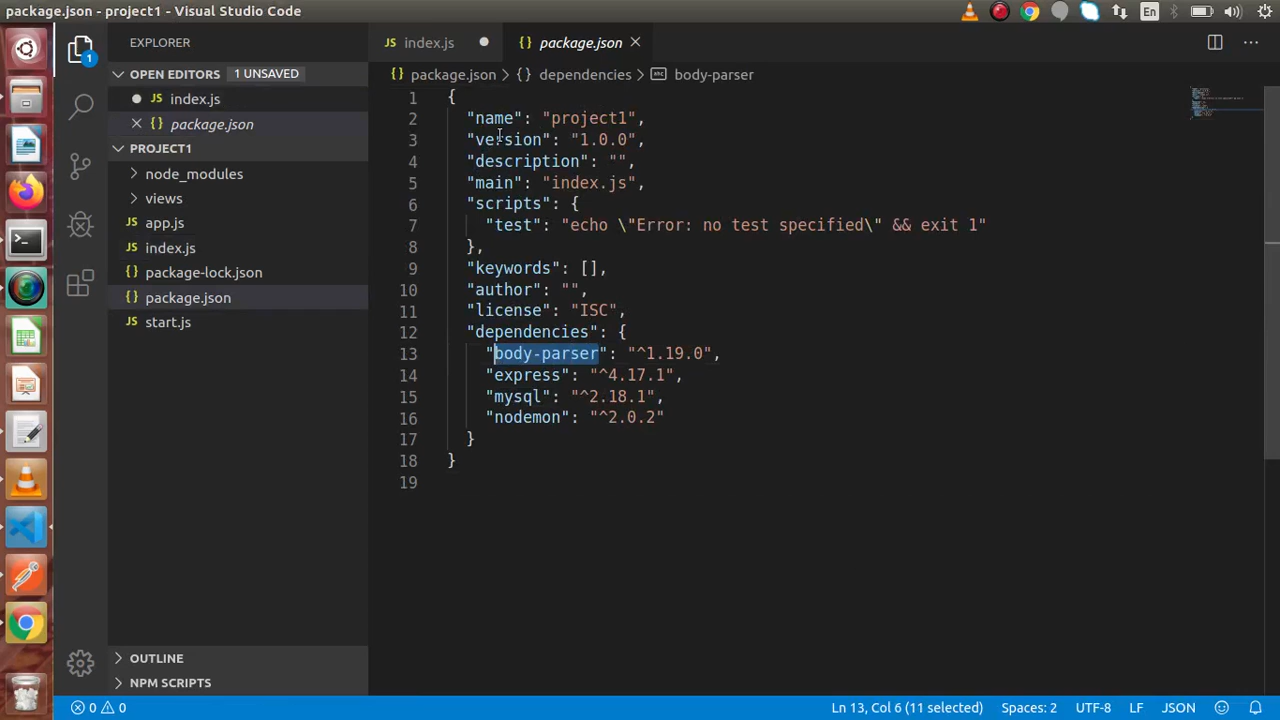 package.json - project1 - Visual Studio Code
En
EXPLORER
index.js
package.json
1
OPEN EDITORS 1 UNSAVED
package.json > {} dependencies > abc body-parser
index.js
{} package.json
PROJECT1
node_modules
views
app.js
index.js
package-lock.json
package.json
start.js
1 {
2 "name": "project1",
3 "version": "1.0.0",
4 "description": "",
5 "main": "index.js",
6 "scripts": {
7 "test": "echo \"Error: no test specified\" && exit 1"
8 },
9 "keywords": [],
10 "author": "",
11 "license": "ISC",
12 "dependencies": {
13 "body-parser": "^1.19.0",
14 "express": "^4.17.1",
15 "mysql": "^2.18.1",
16 "nodemon": "^2.0.2"
17 }
18 }
19
OUTLINE
NPM SCRIPTS
0 0
Ln 13, Col 6 (11 selected)
Spaces: 2
UTF-8
LF
JSON